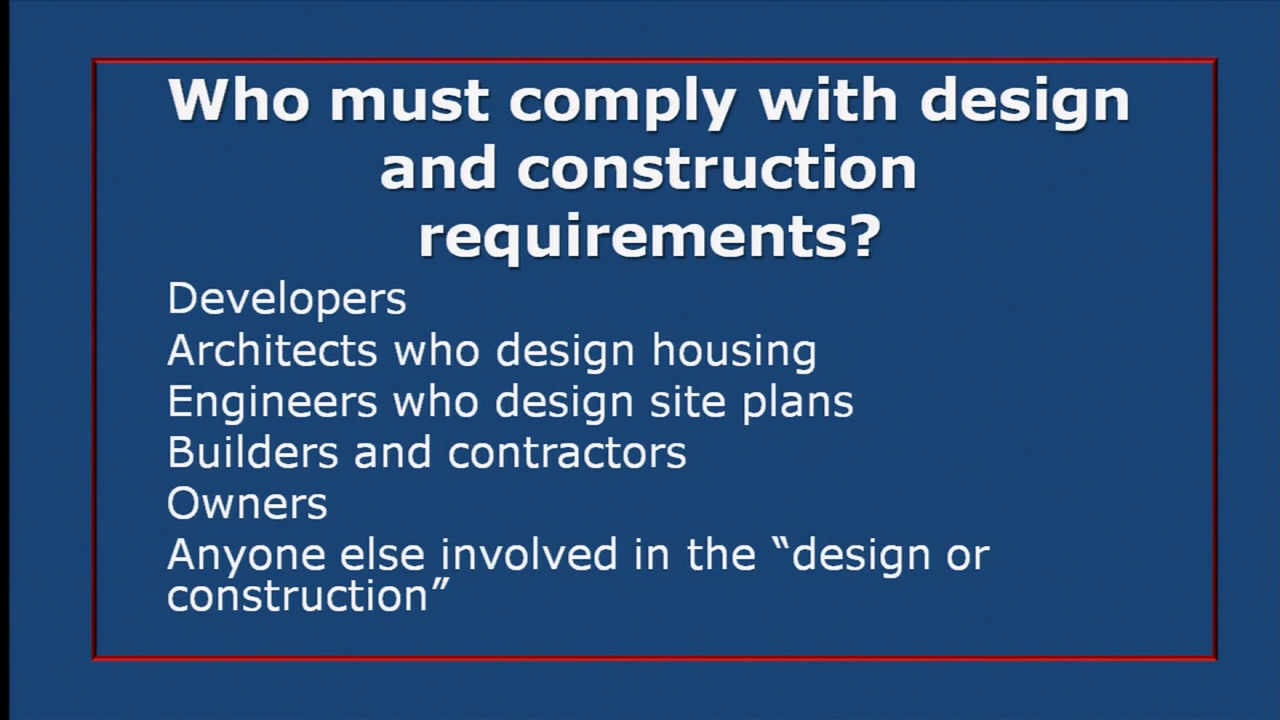 Who must comply with design
and construction
requirements?
Developers
Architects who design housing
Engineers who design site plans
Builders and contractors
Owners
Anyone else involved in the “design or
construction”